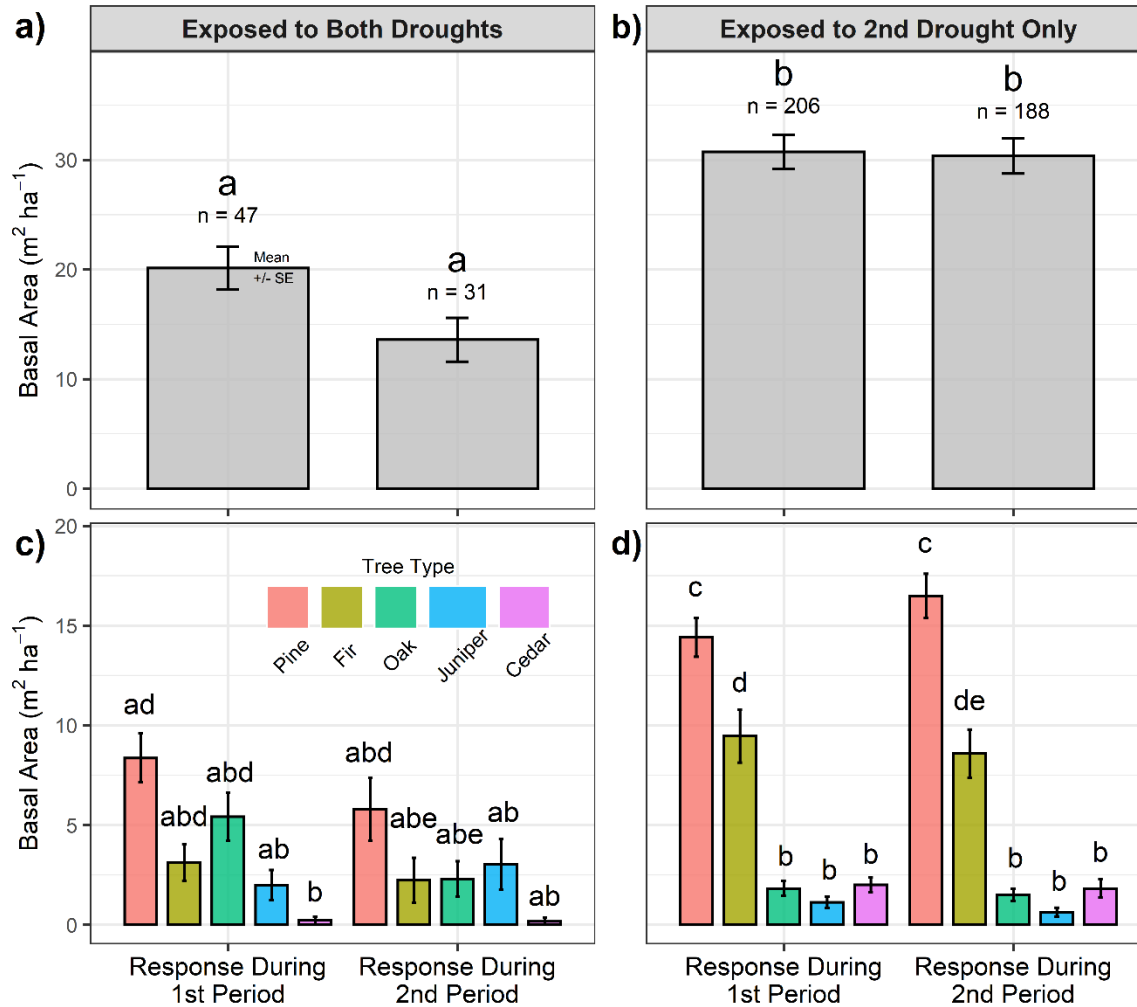 a)
Exposed to Both Droughts
b)
Exposed to 2nd Drought Only
Basal Area (m² ha⁻¹)
30
20
10
0
a
n = 47
Mean
+/- SE
a
n = 31
b
n = 206
b
n = 188
c)
Basal Area (m² ha⁻¹)
20
15
10
5
0
Tree Type
Pine
Fir
Oak
Juniper
Cedar
ad
abd
abd
ab
b
abd
abe
abe
ab
ab
Response During
1st Period
Response During
2nd Period
d)
c
d
b
b
b
c
de
b
b
b
Response During
1st Period
Response During
2nd Period